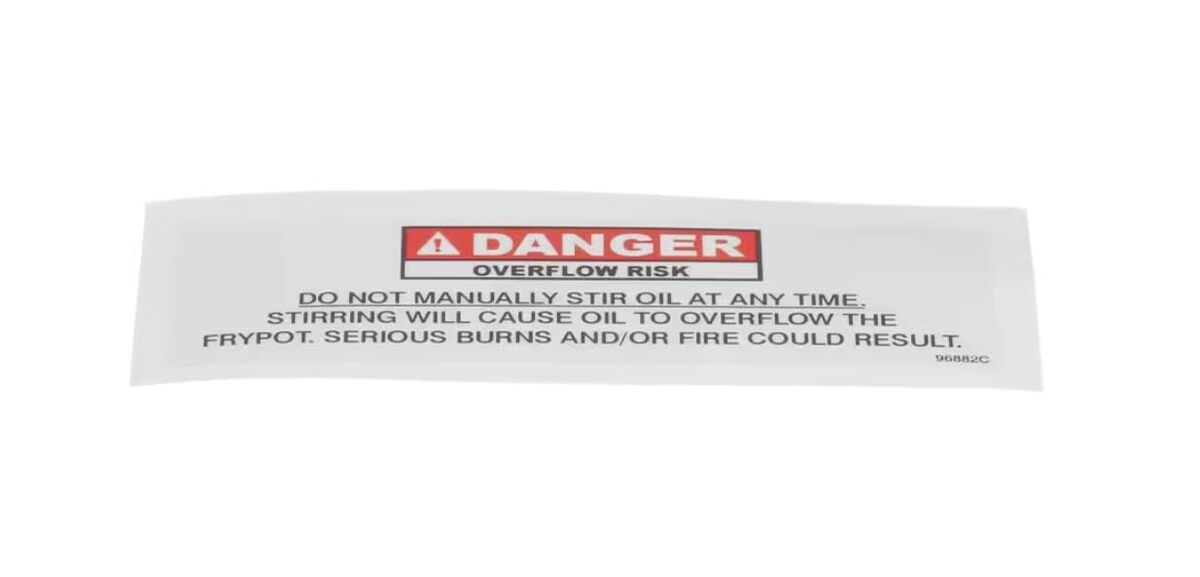 DANGER
OVERFLOW RISK
DO NOT MANUALLY STIR OIL AT ANY TIME.
STIRRING WILL CAUSE OIL TO OVERFLOW THE
FRYPOT. SERIOUS BURNS AND/OR FIRE COULD RESULT.
96882C